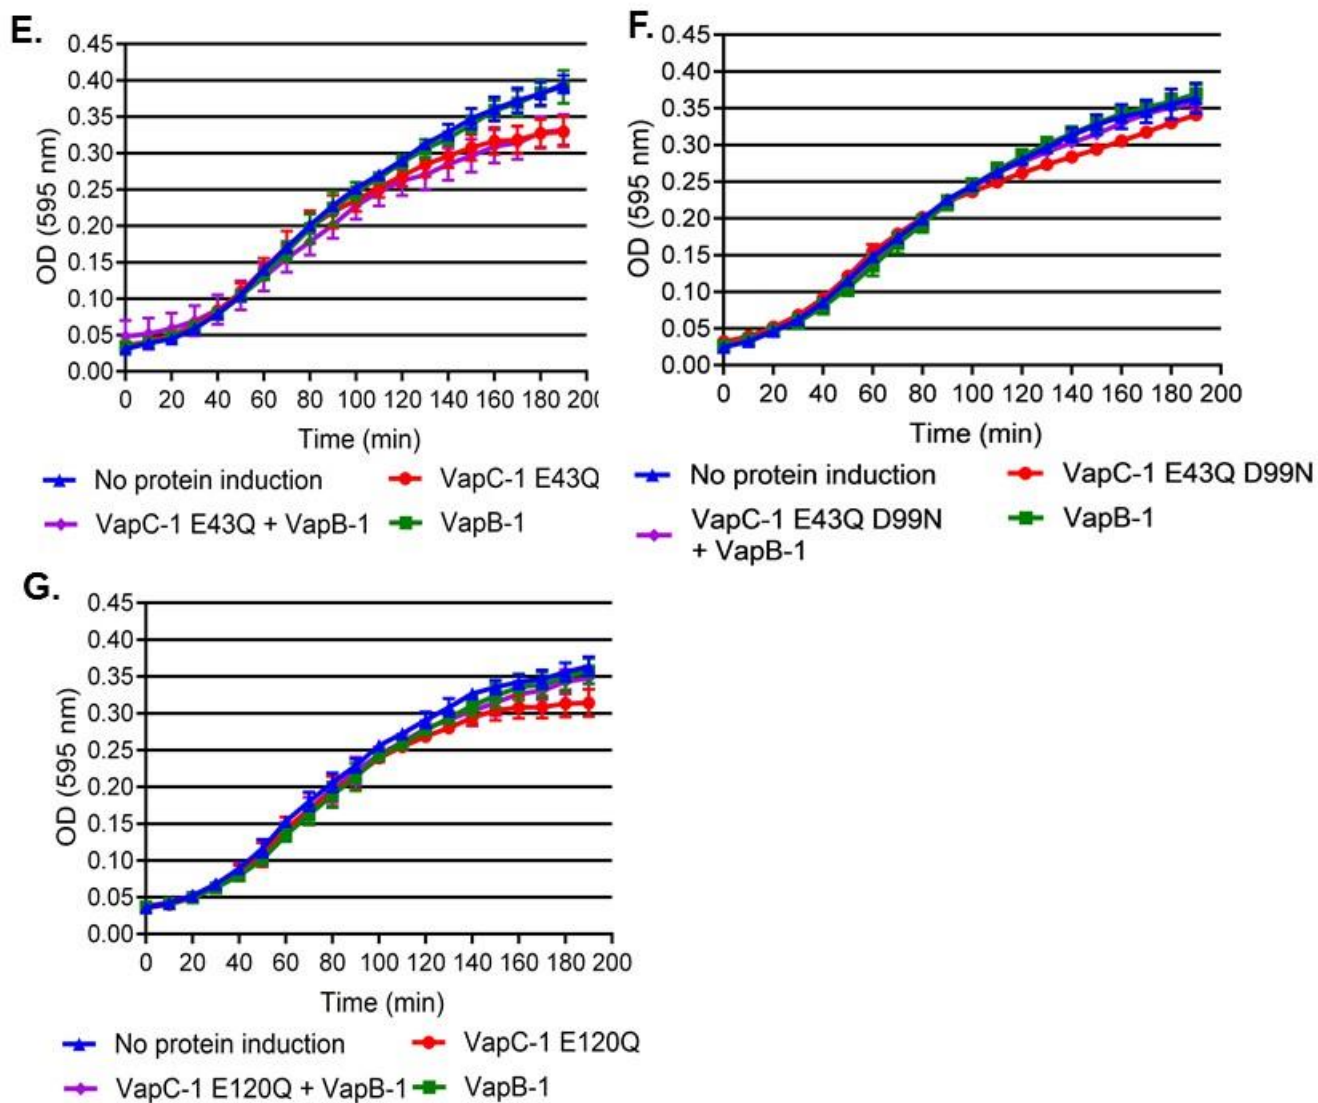 E.
0.45
0.40
0.35
0.30
0.25
0.20
0.15
0.10
0.05
0.00
OD (595 nm)
0 20 40 60 80 100 120 140 160 180 200
Time (min)
No protein induction VapC-1 E43Q
VapC-1 E43Q + VapB-1 VapB-1
F.
0.45
0.40
0.35
0.30
0.25
0.20
0.15
0.10
0.05
0.00
OD (595 nm)
0 20 40 60 80 100 120 140 160 180 200
Time (min)
No protein induction VapC-1 E43Q D99N
VapC-1 E43Q D99N VapB-1
+ VapB-1
G.
0.45
0.40
0.35
0.30
0.25
0.20
0.15
0.10
0.05
0.00
OD (595 nm)
0 20 40 60 80 100 120 140 160 180 200
Time (min)
No protein induction VapC-1 E120Q
VapC-1 E120Q + VapB-1 VapB-1